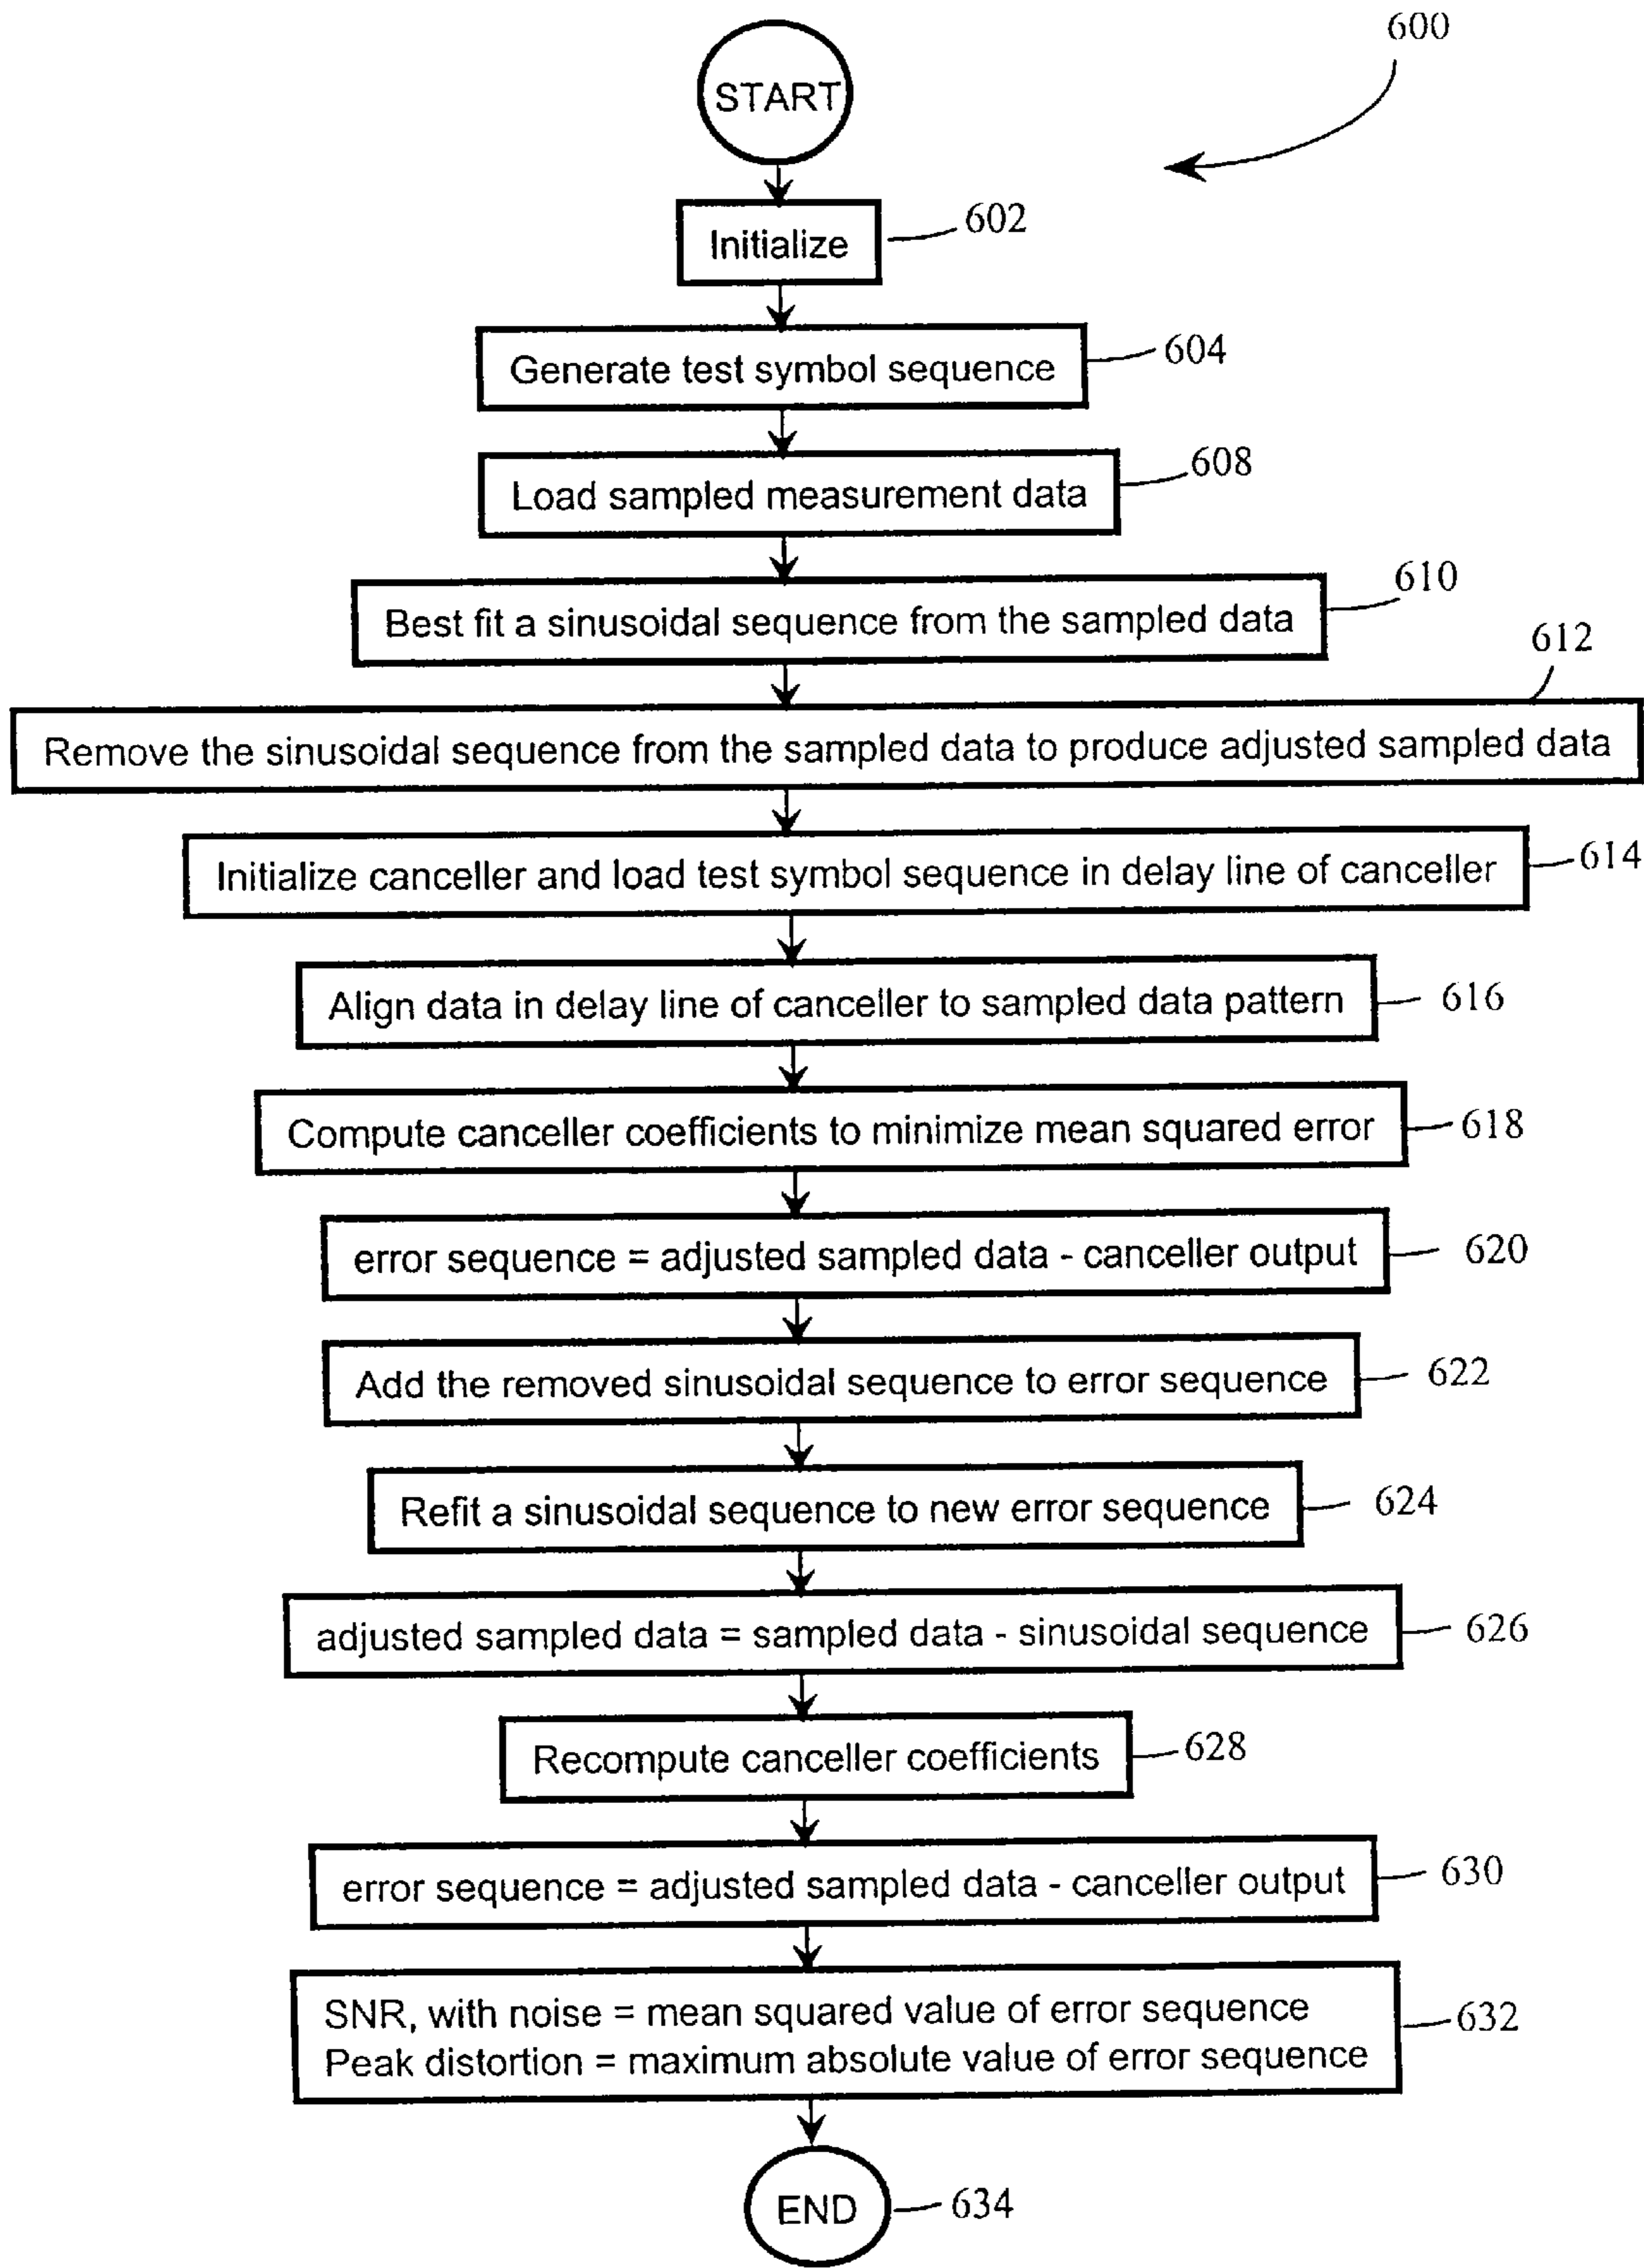 600
START
Initialize
602
Generate test symbol sequence
604
Load sampled measurement data
608
Best fit a sinusoidal sequence from the sampled data
610
612
Remove the sinusoidal sequence from the sampled data to produce adjusted sampled data
Initialize canceller and load test symbol sequence in delay line of canceller
614
Align data in delay line of canceller to sampled data pattern
616
Compute canceller coefficients to minimize mean squared error
618
error sequence = adjusted sampled data - canceller output
620
Add the removed sinusoidal sequence to error sequence
622
Refit a sinusoidal sequence to new error sequence
624
adjusted sampled data = sampled data - sinusoidal sequence
626
Recompute canceller coefficients
628
error sequence = adjusted sampled data - canceller output
630
SNR, with noise = mean squared value of error sequence
Peak distortion = maximum absolute value of error sequence
632
END
634